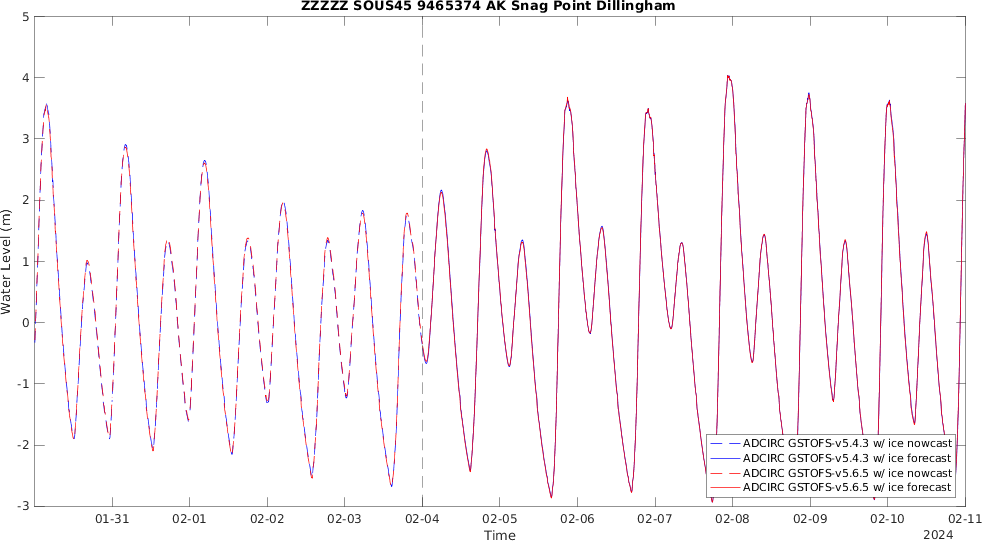 ZZZZZ SOUS45 9465374 AK Snag Point Dillingham
5
4
3
2
1
0
-1
-2
-3
Water Level (m)
ADCIRC GSTOFS-v5.4.3 w/ ice nowcast
ADCIRC GSTOFS-v5.4.3 w/ ice forecast
ADCIRC GSTOFS-v5.6.5 w/ ice nowcast
ADCIRC GSTOFS-v5.6.5 w/ ice forecast
01-31 02-01 02-02 02-03 02-04 02-05 02-06 02-07 02-08 02-09 02-10 02-11
Time
2024